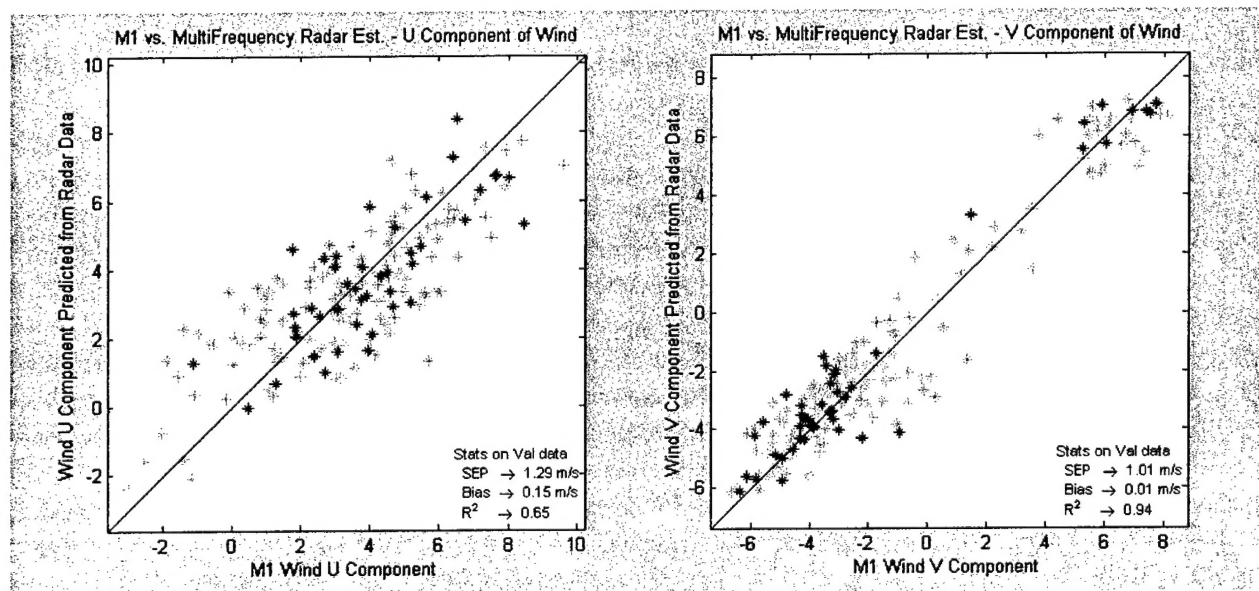 M1 vs. MultiFrequency Radar Est. - U Component of Wind
Wind U Component Predicted from Radar Data
10
8
6
4
2
0
-2
Stats on Val data
SEP → 1.29 m/s
Bias → 0.15 m/s
R² → 0.65
-2 0 2 4 6 8 10
M1 Wind U Component
M1 vs. MultiFrequency Radar Est. - V Component of Wind
Wind V Component Predicted from Radar Data
8
6
4
2
0
-2
-4
-6
Stats on Val data
SEP → 1.01 m/s
Bias → 0.01 m/s
R² → 0.94
-6 -4 -2 0 2 4 6 8
M1 Wind V Component